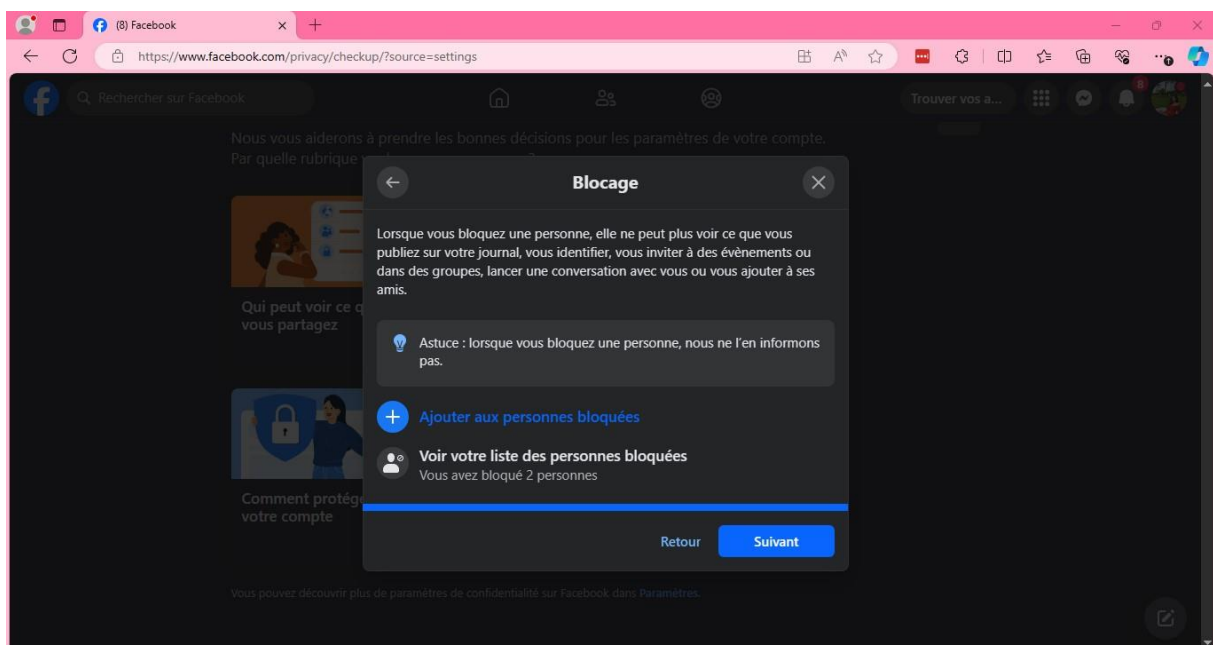 (8) Facebook
https://www.facebook.com/privacy/checkup/?source=settings
Rechercher sur Facebook
Trouver vos a...
8
Nous vous aiderons à prendre les bonnes décisions pour les paramètres de votre compte.
Par quelle rubrique
Blocage
Lorsque vous bloquez une personne, elle ne peut plus voir ce que vous
publiez sur votre journal, vous identifier, vous inviter à des évènements ou
dans des groupes, lancer une conversation avec vous ou vous ajouter à ses
amis.
Qui peut voir ce q
vous partagez
Astuce : lorsque vous bloquez une personne, nous ne l'en informons
pas.
Ajouter aux personnes bloquées
Voir votre liste des personnes bloquées
Vous avez bloqué 2 personnes
Comment protég
votre compte
Retour
Suivant
Vous pouvez découvrir plus de paramètres de confidentialité sur Facebook dans Paramètres.